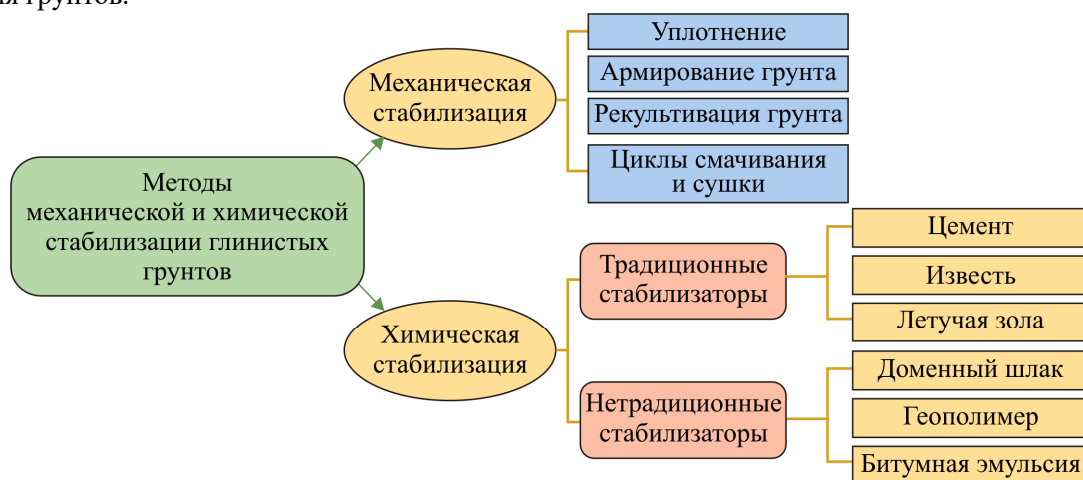 грунтов.
Уплотнение
Армирование грунта
Рекультивация грунта
Циклы смачивания
и сушки
Механическая
стабилизация
Методы
механической и химической
стабилизации глинистых
грунтов
Химическая
стабилизация
Традиционные
стабилизаторы
Цемент
Известь
Летучая зола
Нетрадиционные
стабилизаторы
Доменный шлак
Геополимер
Битумная эмульсия